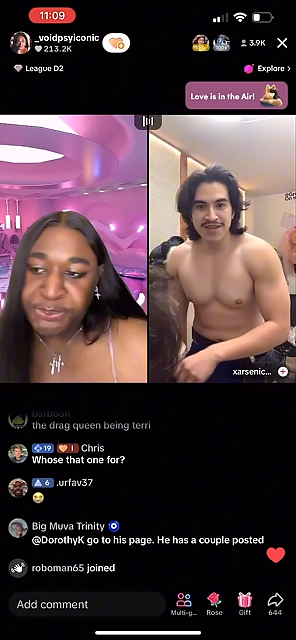 11:09
_voidpsyiconic
213.2K
3.9K
League D2
Explore >
Love is in the Air!
xarsenic...
barboon
the drag queen being terri
19 1 Chris
Whose that one for?
6 .urfav37
Big Muva Trinity
@DorothyK go to his page. He has a couple posted
roboman65 joined
Add comment
Multi-g...
Rose
Gift
644